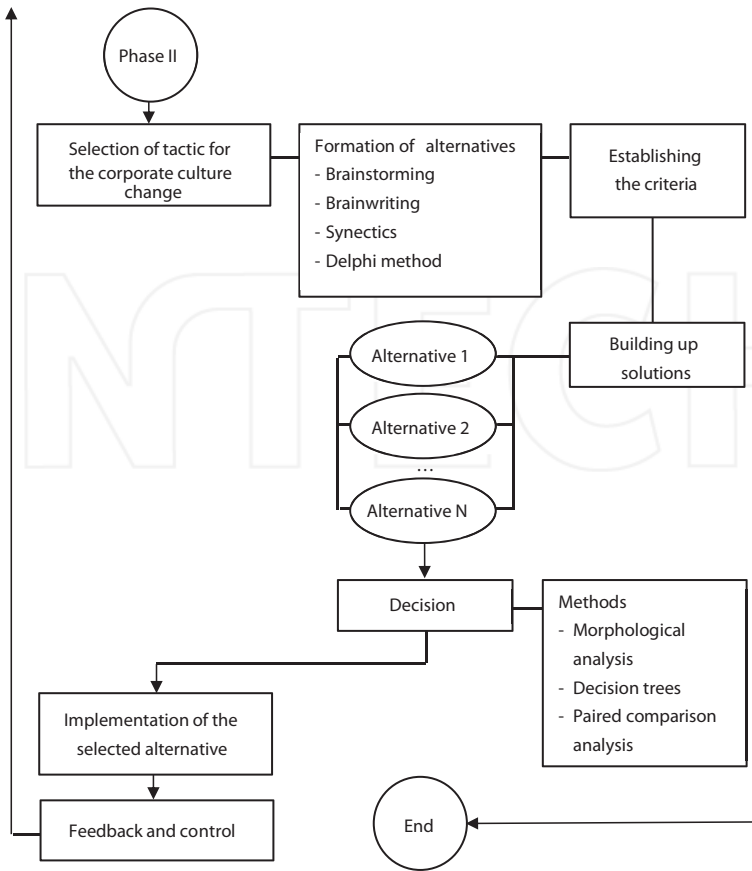 Phase II
Selection of tactic for
the corporate culture
change
Formation of alternatives
- Brainstorming
- Brainwriting
- Synectics
- Delphi method
Establishing
the criteria
Building up
solutions
Alternative 1
Alternative 2
...
Alternative N
Decision
Methods
- Morphological
analysis
- Decision trees
- Paired comparison
analysis
Implementation of the
selected alternative
Feedback and control
End